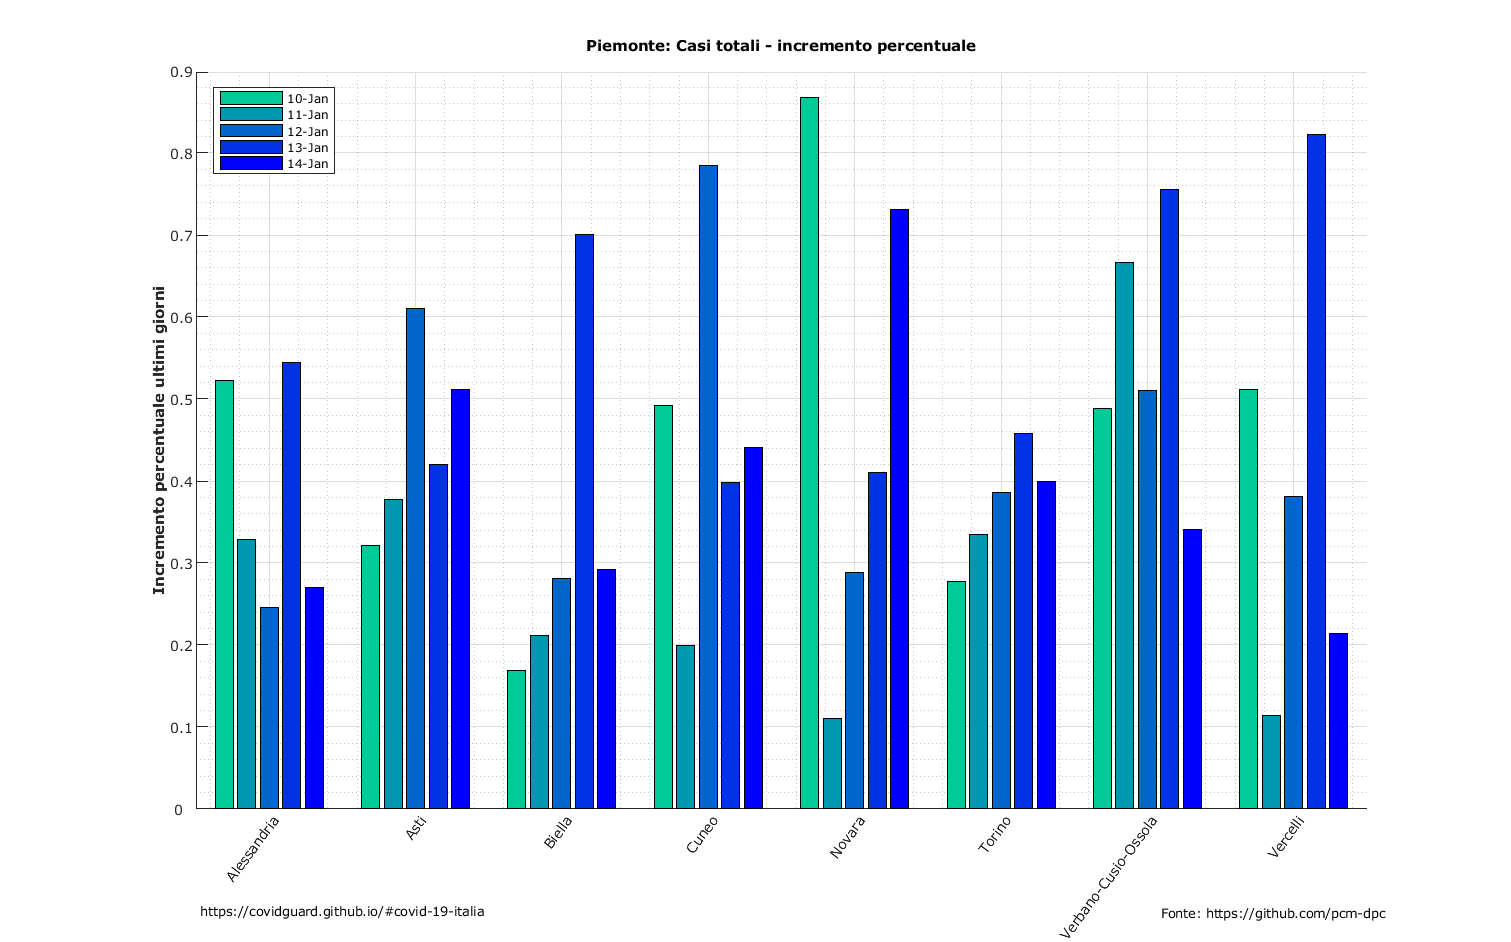 Piemonte: Casi totali - incremento percentuale
0.9
0.8
0.7
0.6
0.5
0.4
0.3
0.2
0.1
0
Incremento percentuale ultimi giorni
10-Jan
11-Jan
12-Jan
13-Jan
14-Jan
Alessandria
Asti
Biella
Cuneo
Novara
Torino
Verbano-Cusio-Ossola
Vercelli
https://covidguard.github.io/#covid-19-italia
Fonte: https://github.com/pcm-dpc